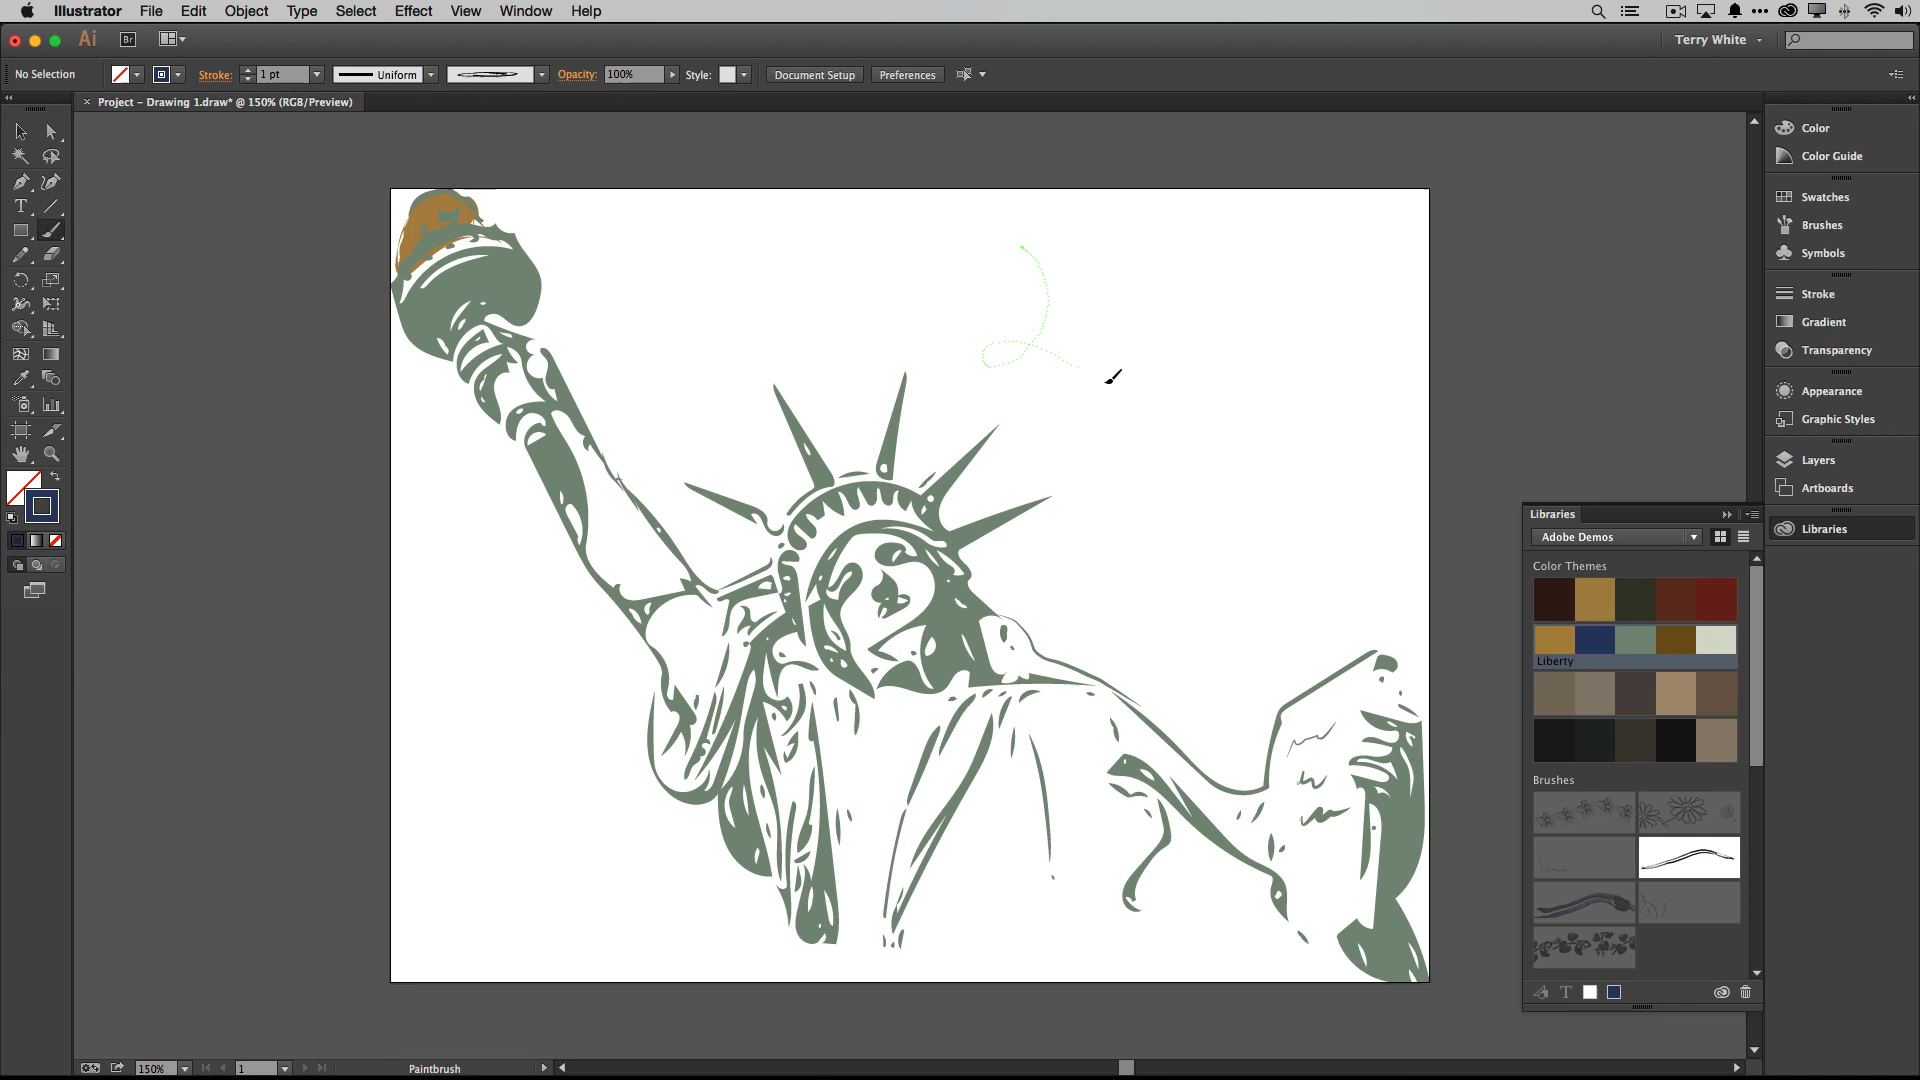 Illustrator File Edit Object Type Select Effect View Window Help
Ai Br Terry White
No Selection Stroke: 1 pt Uniform Opacity: 100% Style: Document Setup Preferences
× Project – Drawing 1.draw* @ 150% (RGB/Preview)
Color
Color Guide
Swatches
Brushes
Symbols
Stroke
Gradient
Transparency
Appearance
Graphic Styles
Layers
Artboards
Libraries
Libraries
Adobe Demos
Color Themes
Liberty
Brushes
150% 1 Paintbrush